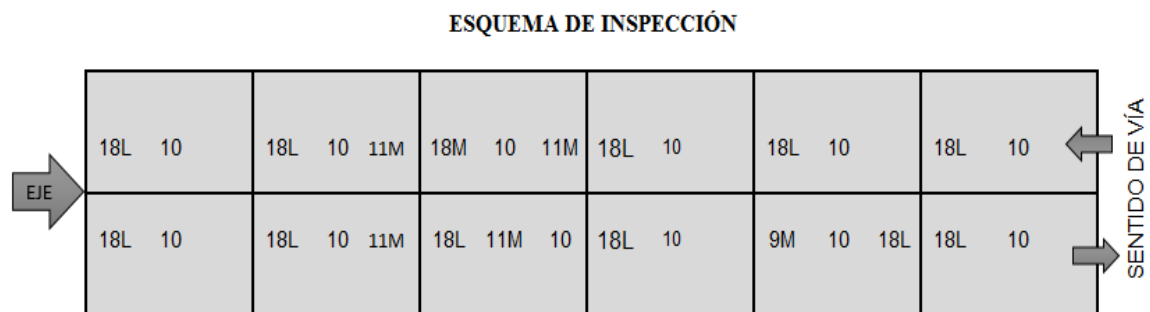 ESQUEMA DE INSPECCIÓN
18L 10 18L 10 11M 18M 10 11M 18L 10 18L 10 18L 10
EJE
18L 10 18L 10 11M 18L 11M 10 18L 10 9M 10 18L 18L 10
SENTIDO DE VÍA